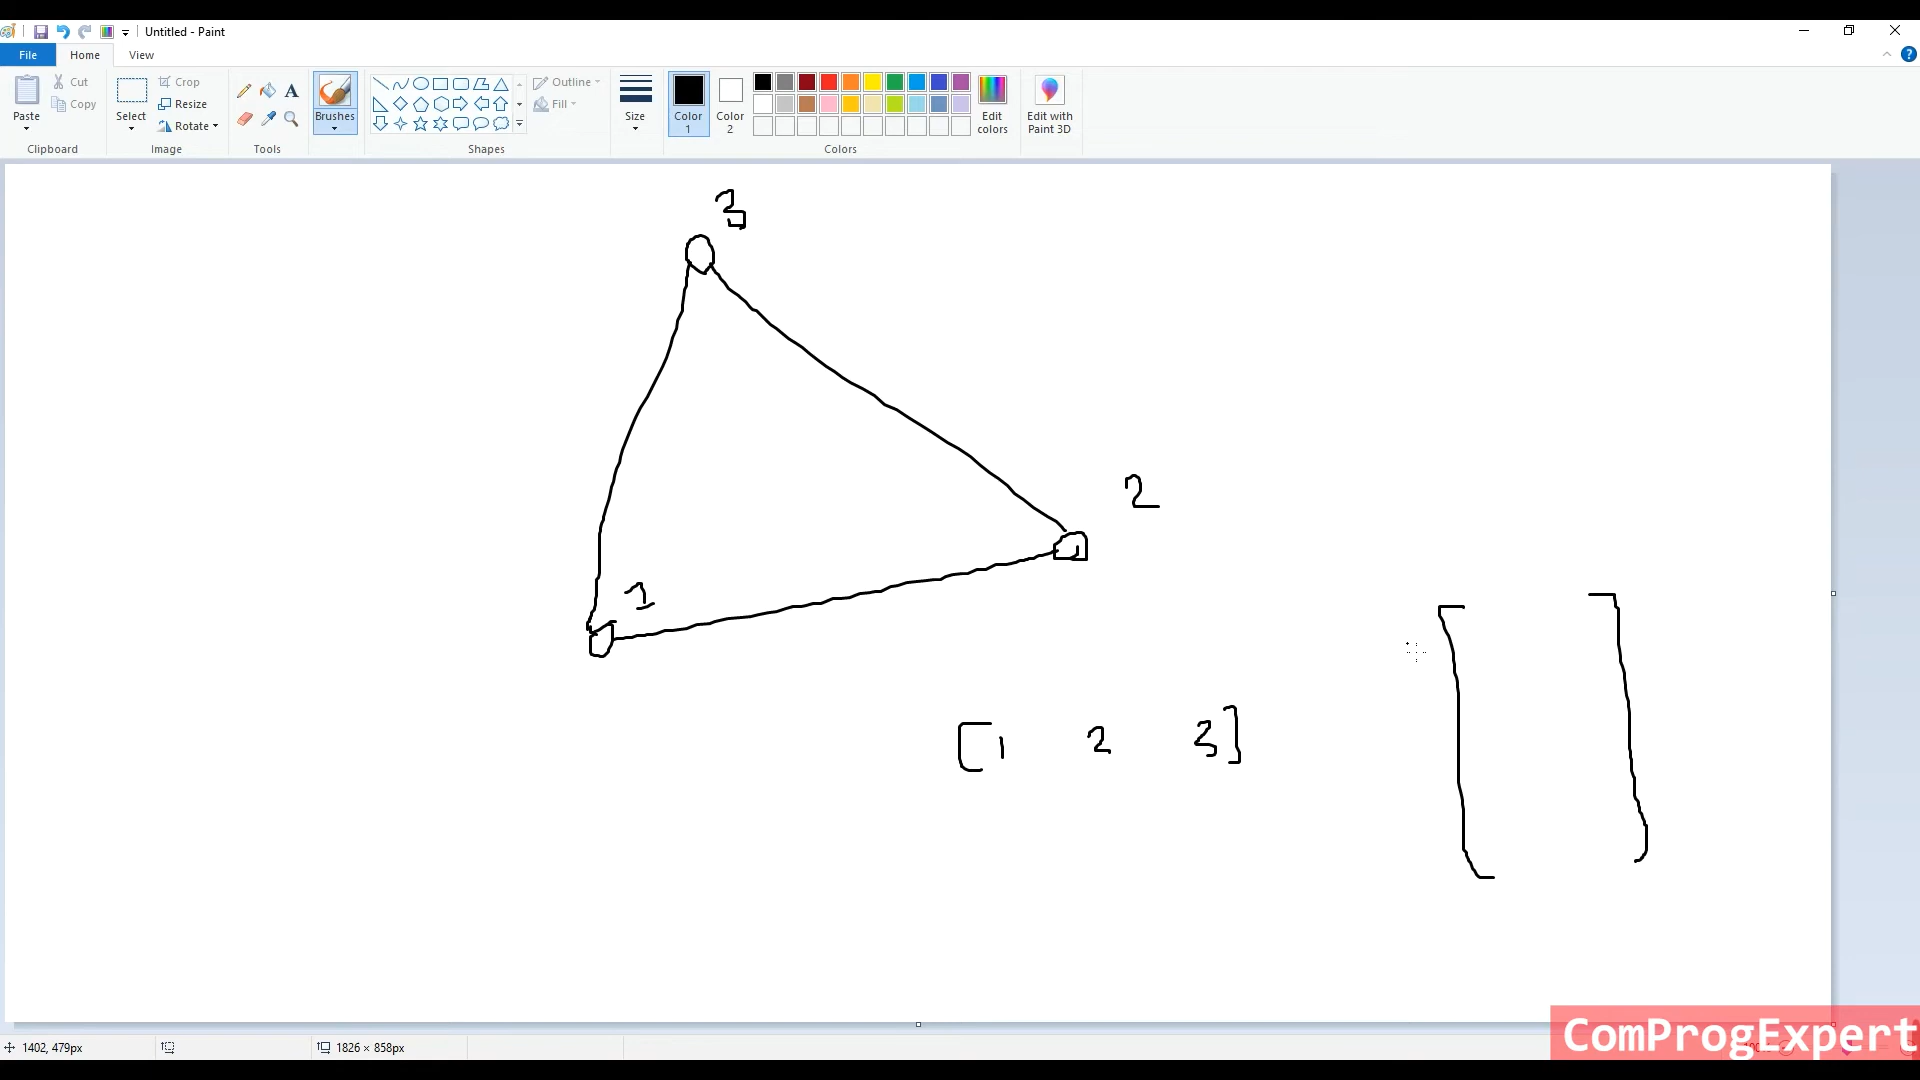 Untitled - Paint
File Home View
Paste
Cut
Copy
Clipboard
Select
Crop
Resize
Rotate
Image
A
Tools
Brushes
Shapes
Outline
Fill
Size
Color 1
Color 2
Edit colors
Edit with Paint 3D
Colors
3
2
1
[1 2 3]
[ ]
1402, 479px
1826 × 858px
ComProgExpert